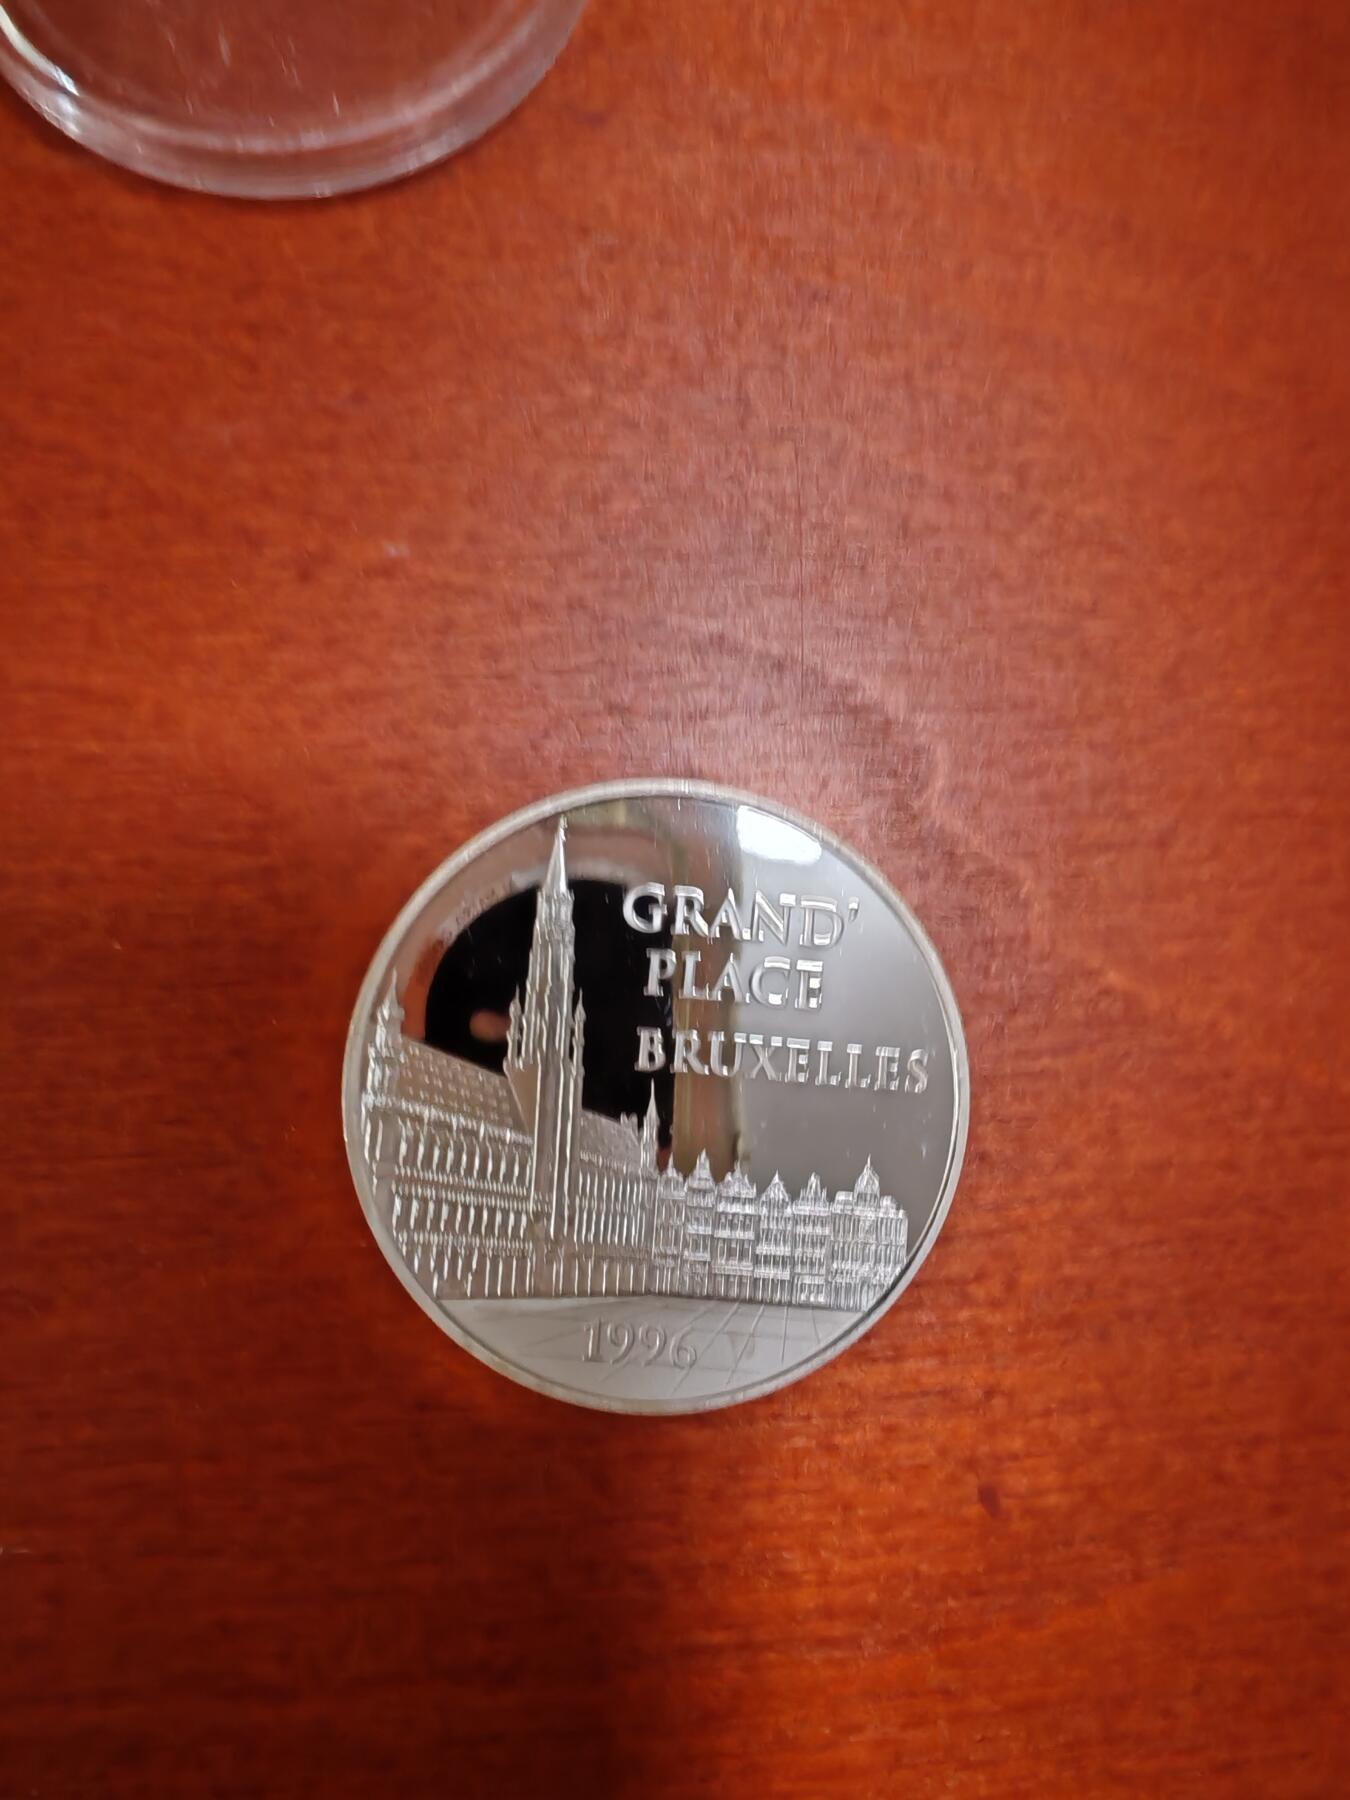 GRAND'
PLACE
BRUXELLES
1996